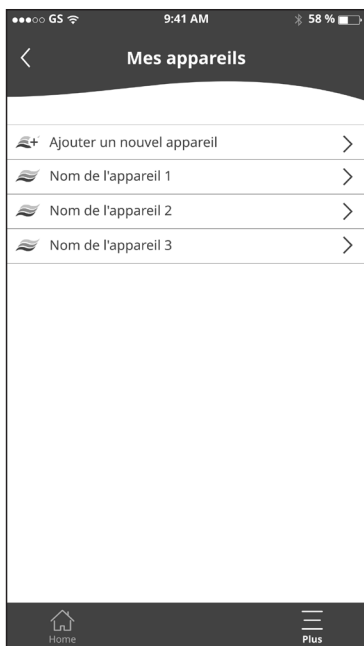 GS 9:41 AM 58 %
Mes appareils
Ajouter un nouvel appareil
Nom de l'appareil 1
Nom de l'appareil 2
Nom de l'appareil 3
Home Plus